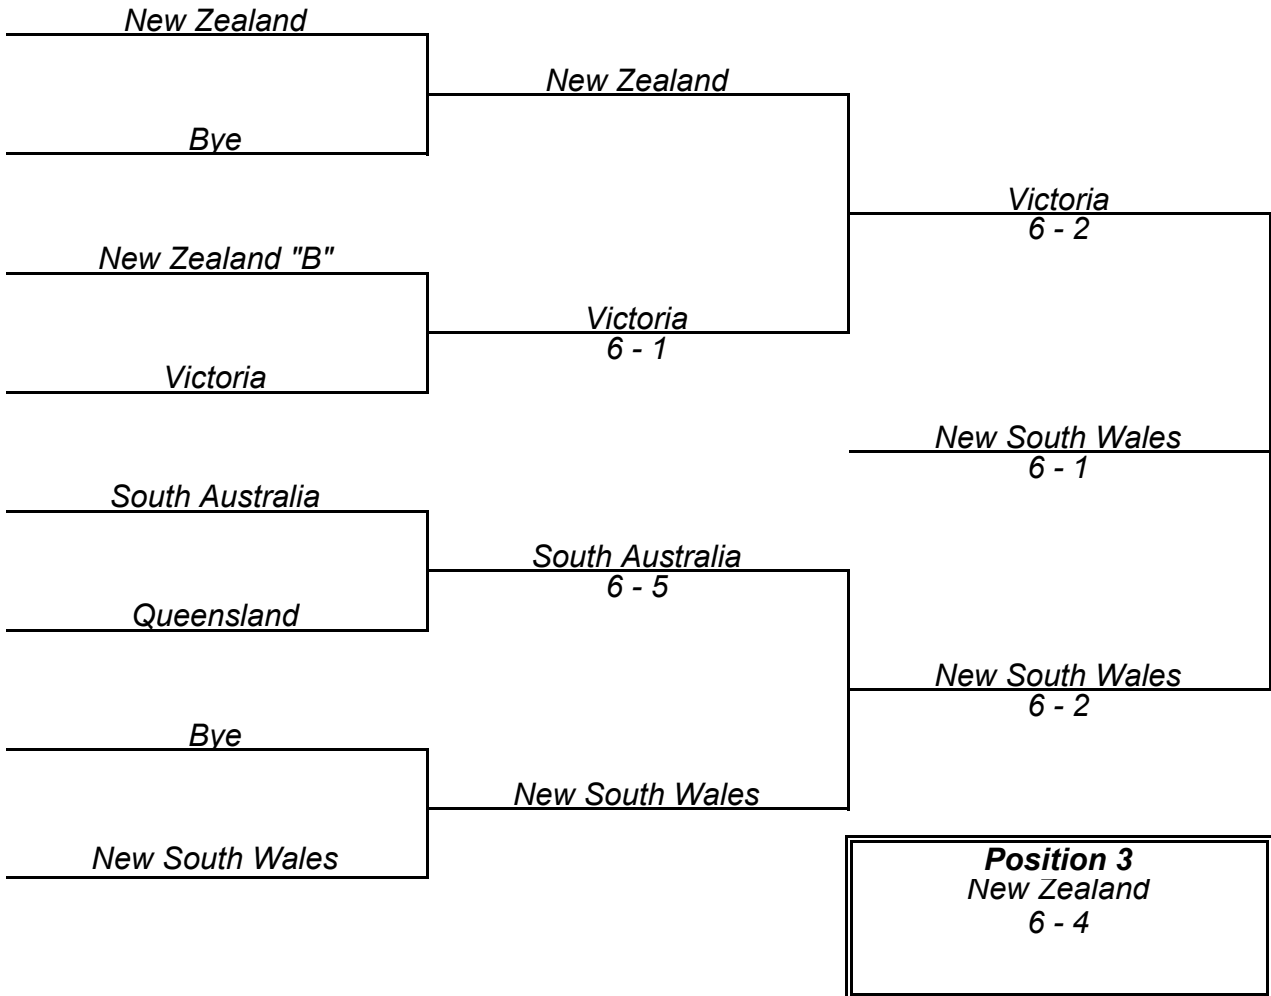 New Zealand
New Zealand
Bye
Victoria
6 - 2
New Zealand "B"
Victoria
6 - 1
Victoria
New South Wales
6 - 1
South Australia
South Australia
6 - 5
Queensland
New South Wales
6 - 2
Bye
New South Wales
New South Wales
Position 3
New Zealand
6 - 4